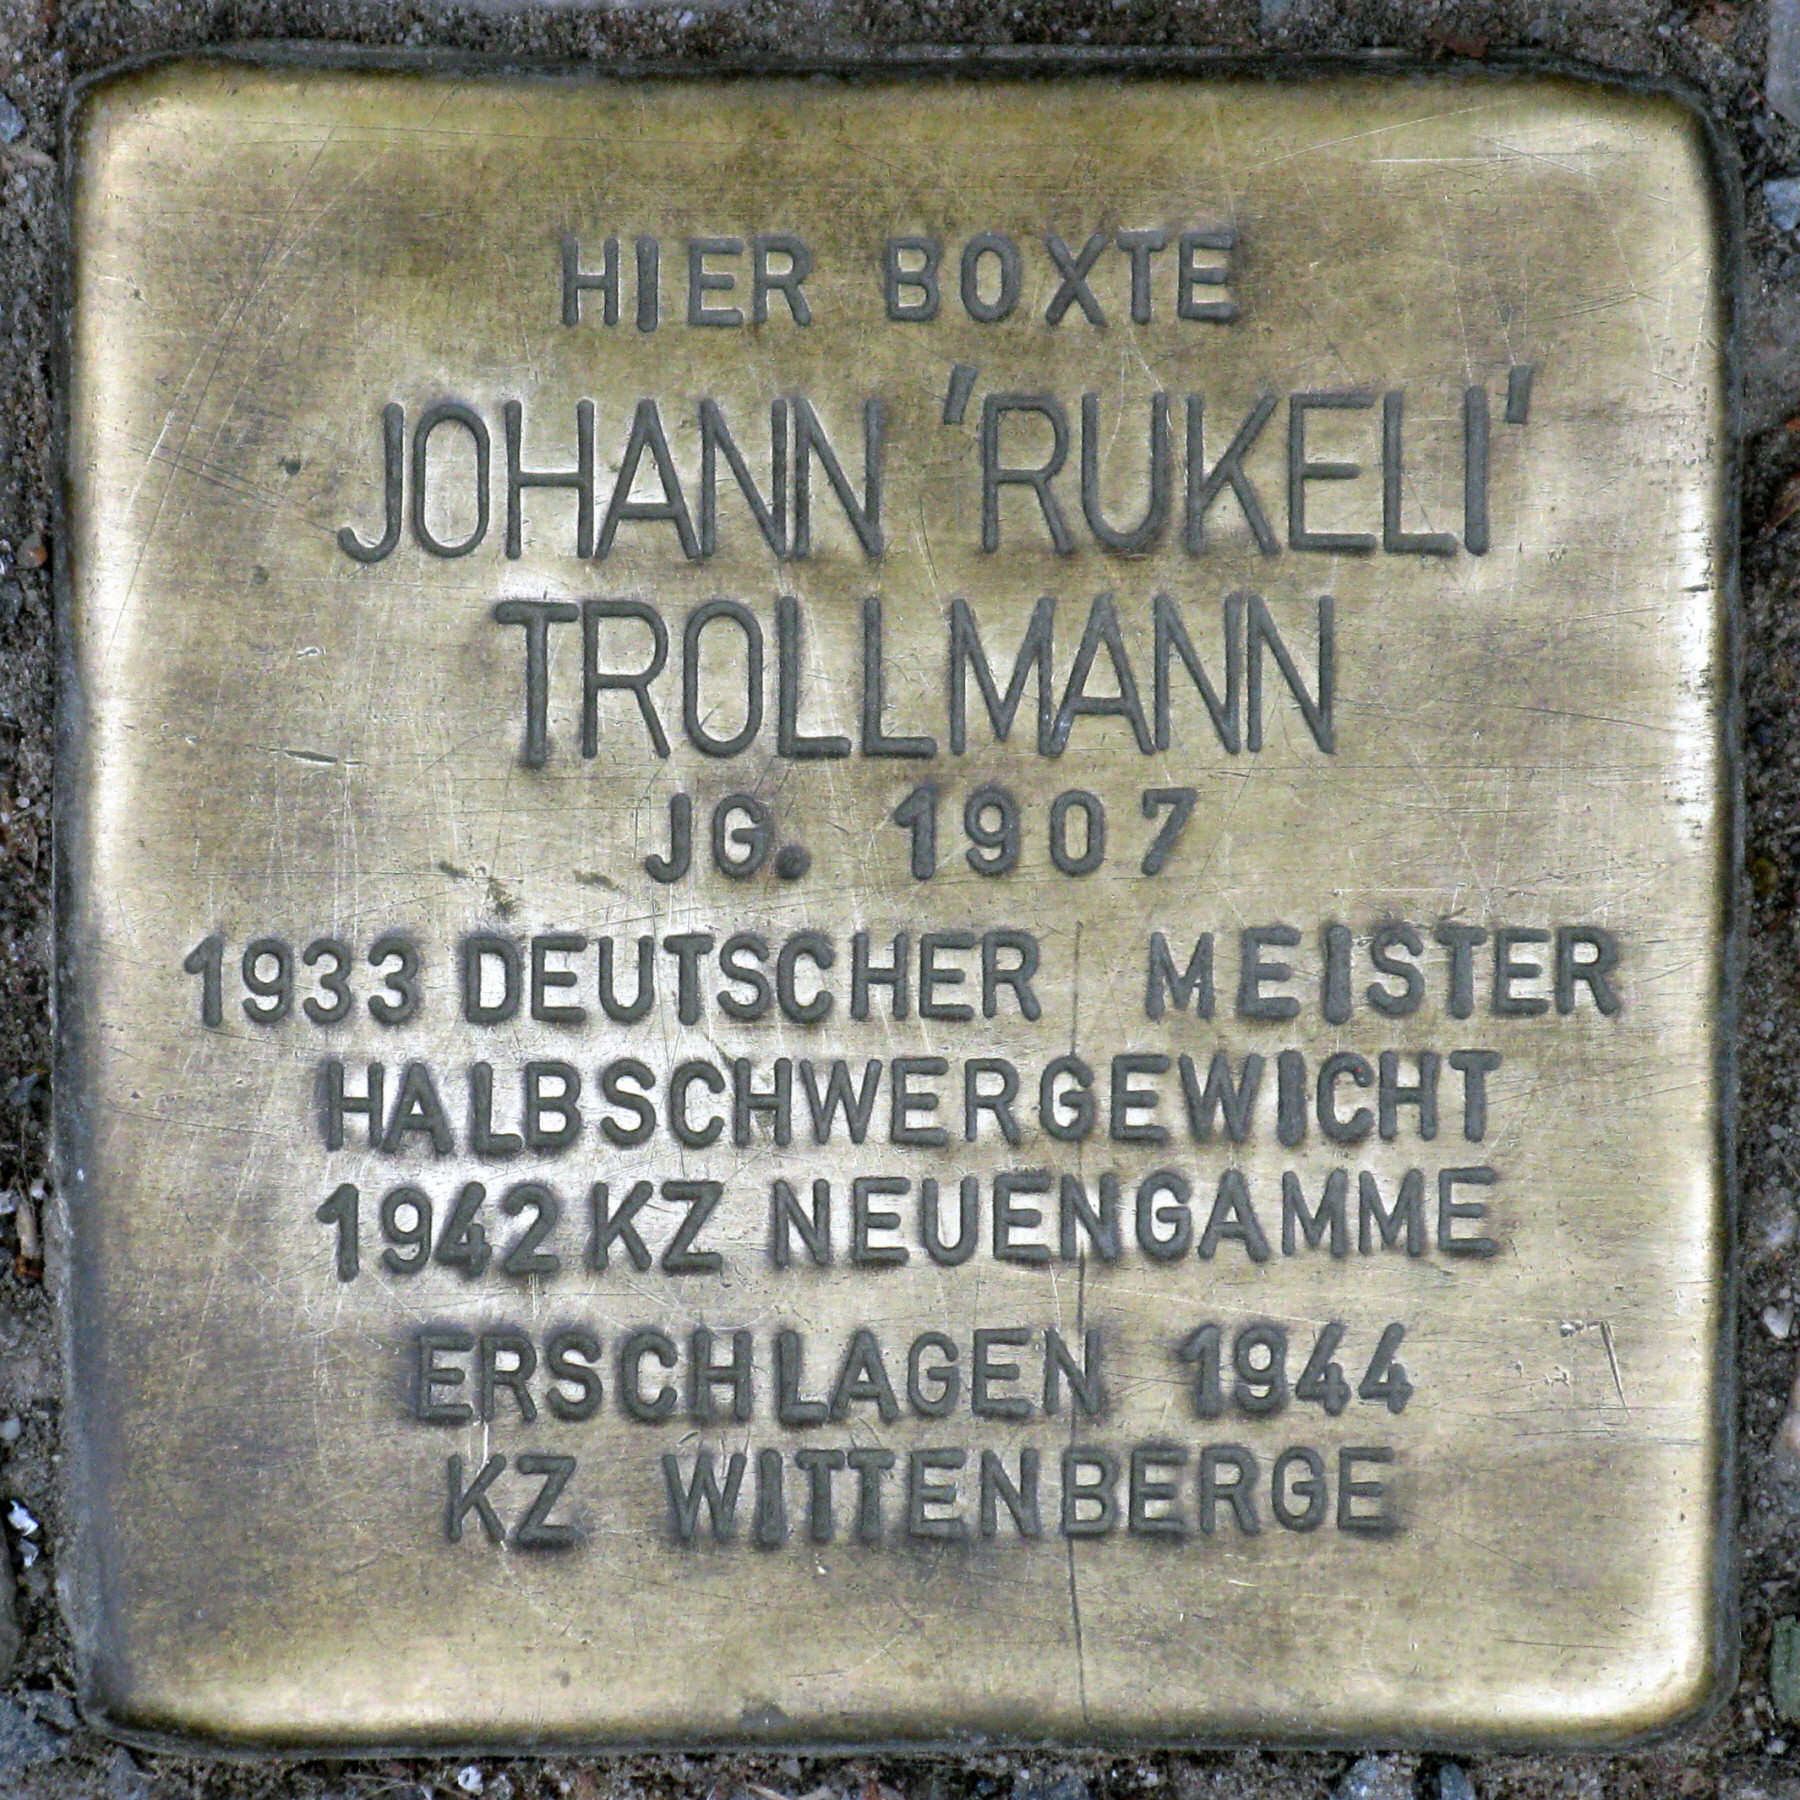 HIER BOXTE
JOHANN 'RUKELI'
TROLLMANN
JG. 1907
1933 DEUTSCHER MEISTER
HALBSCHWERGEWICHT
1942 KZ NEUENGAMME
ERSCHLAGEN 1944
KZ WITTENBERGE